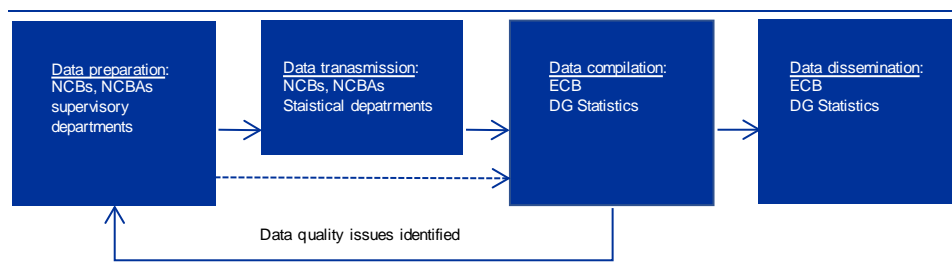 Data preparation:
NCBs, NCBAs
supervisory
departments
Data tranasmission:
NCBs, NCBAs
Staistical depatrments
Data compilation:
ECB
DG Statistics
Data dissemination:
ECB
DG Statistics
Data quality issues identified